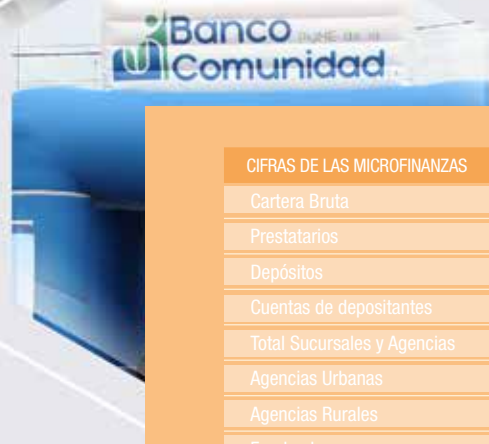 Banco
Comunidad
CIFRAS DE LAS MICROFINANZAS
Cartera Bruta
Prestatarios
Depósitos
Cuentas de depositantes
Total Sucursales y Agencias
Agencias Urbanas
Agencias Rurales